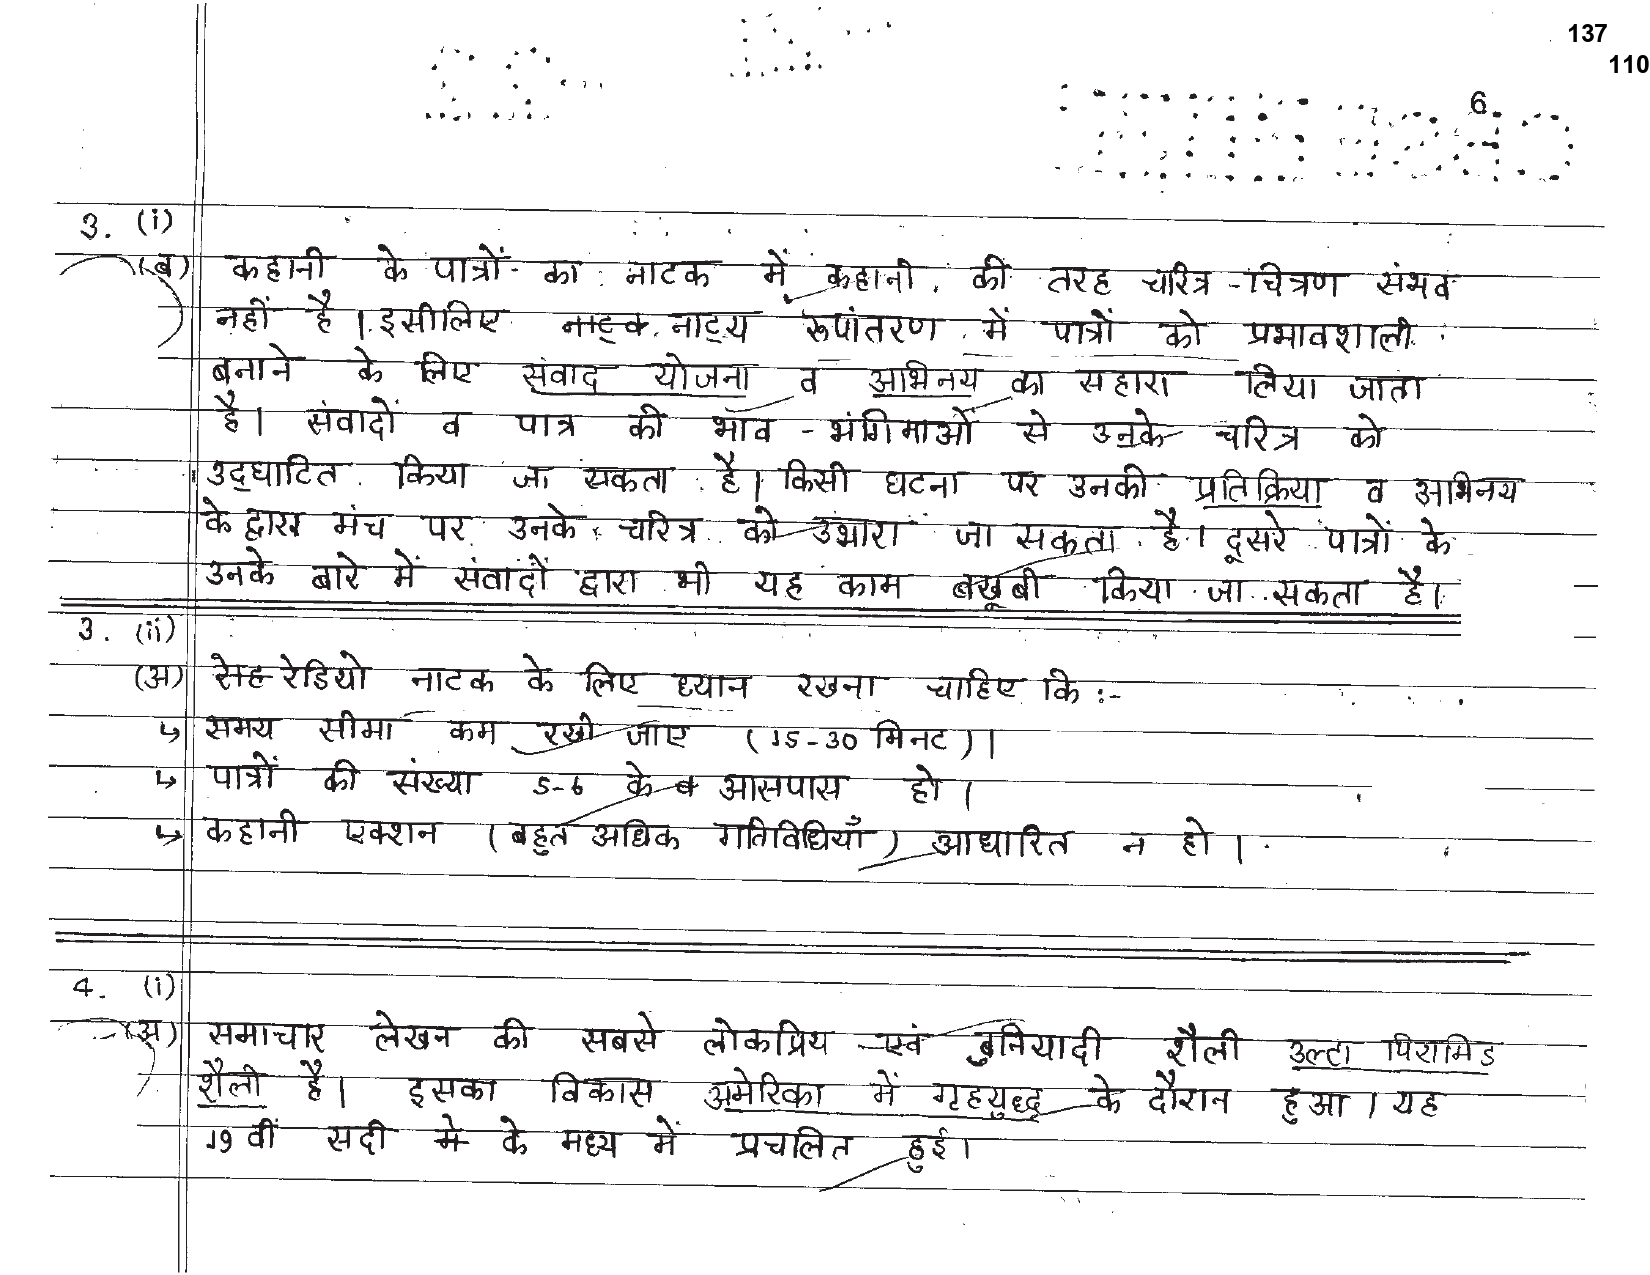 137
110
6
3. (i)
(ब) कहानी के पात्रों का नाटक में कहानी की तरह चरित्र-चित्रण संभव
नहीं है। इसीलिए नाटक नाट्य रूपांतरण में पात्रों को प्रभावशाली
बनाने के लिए संवाद योजना व अभिनय का सहारा लिया जाता
है। संवादों व पात्र की भाव-भंगिमाओं से उनके चरित्र को
उद्घाटित किया जा सकता है। किसी घटना पर उनकी प्रतिक्रिया व अभिनय
के द्वारा मंच पर उनके चरित्र को उभारा जा सकता है। दूसरे पात्रों के
उनके बारे में संवादों द्वारा भी यह काम बखूबी किया जा सकता है।
3. (ii)
(अ) रेडियो नाटक के लिए ध्यान रखना चाहिए कि :-
↳ समय सीमा कम रखी जाए (15-30 मिनट)।
↳ पात्रों की संख्या 5-6 के आसपास हो।
↳ कहानी एक्शन (बहुत अधिक गतिविधियाँ) आधारित न हो।
4. (i)
(अ) समाचार लेखन की सबसे लोकप्रिय एवं बुनियादी शैली उल्टा पिरामिड
शैली है। इसका विकास अमेरिका में गृहयुद्ध के दौरान हुआ। यह
19वीं सदी में के मध्य में प्रचलित हुई।